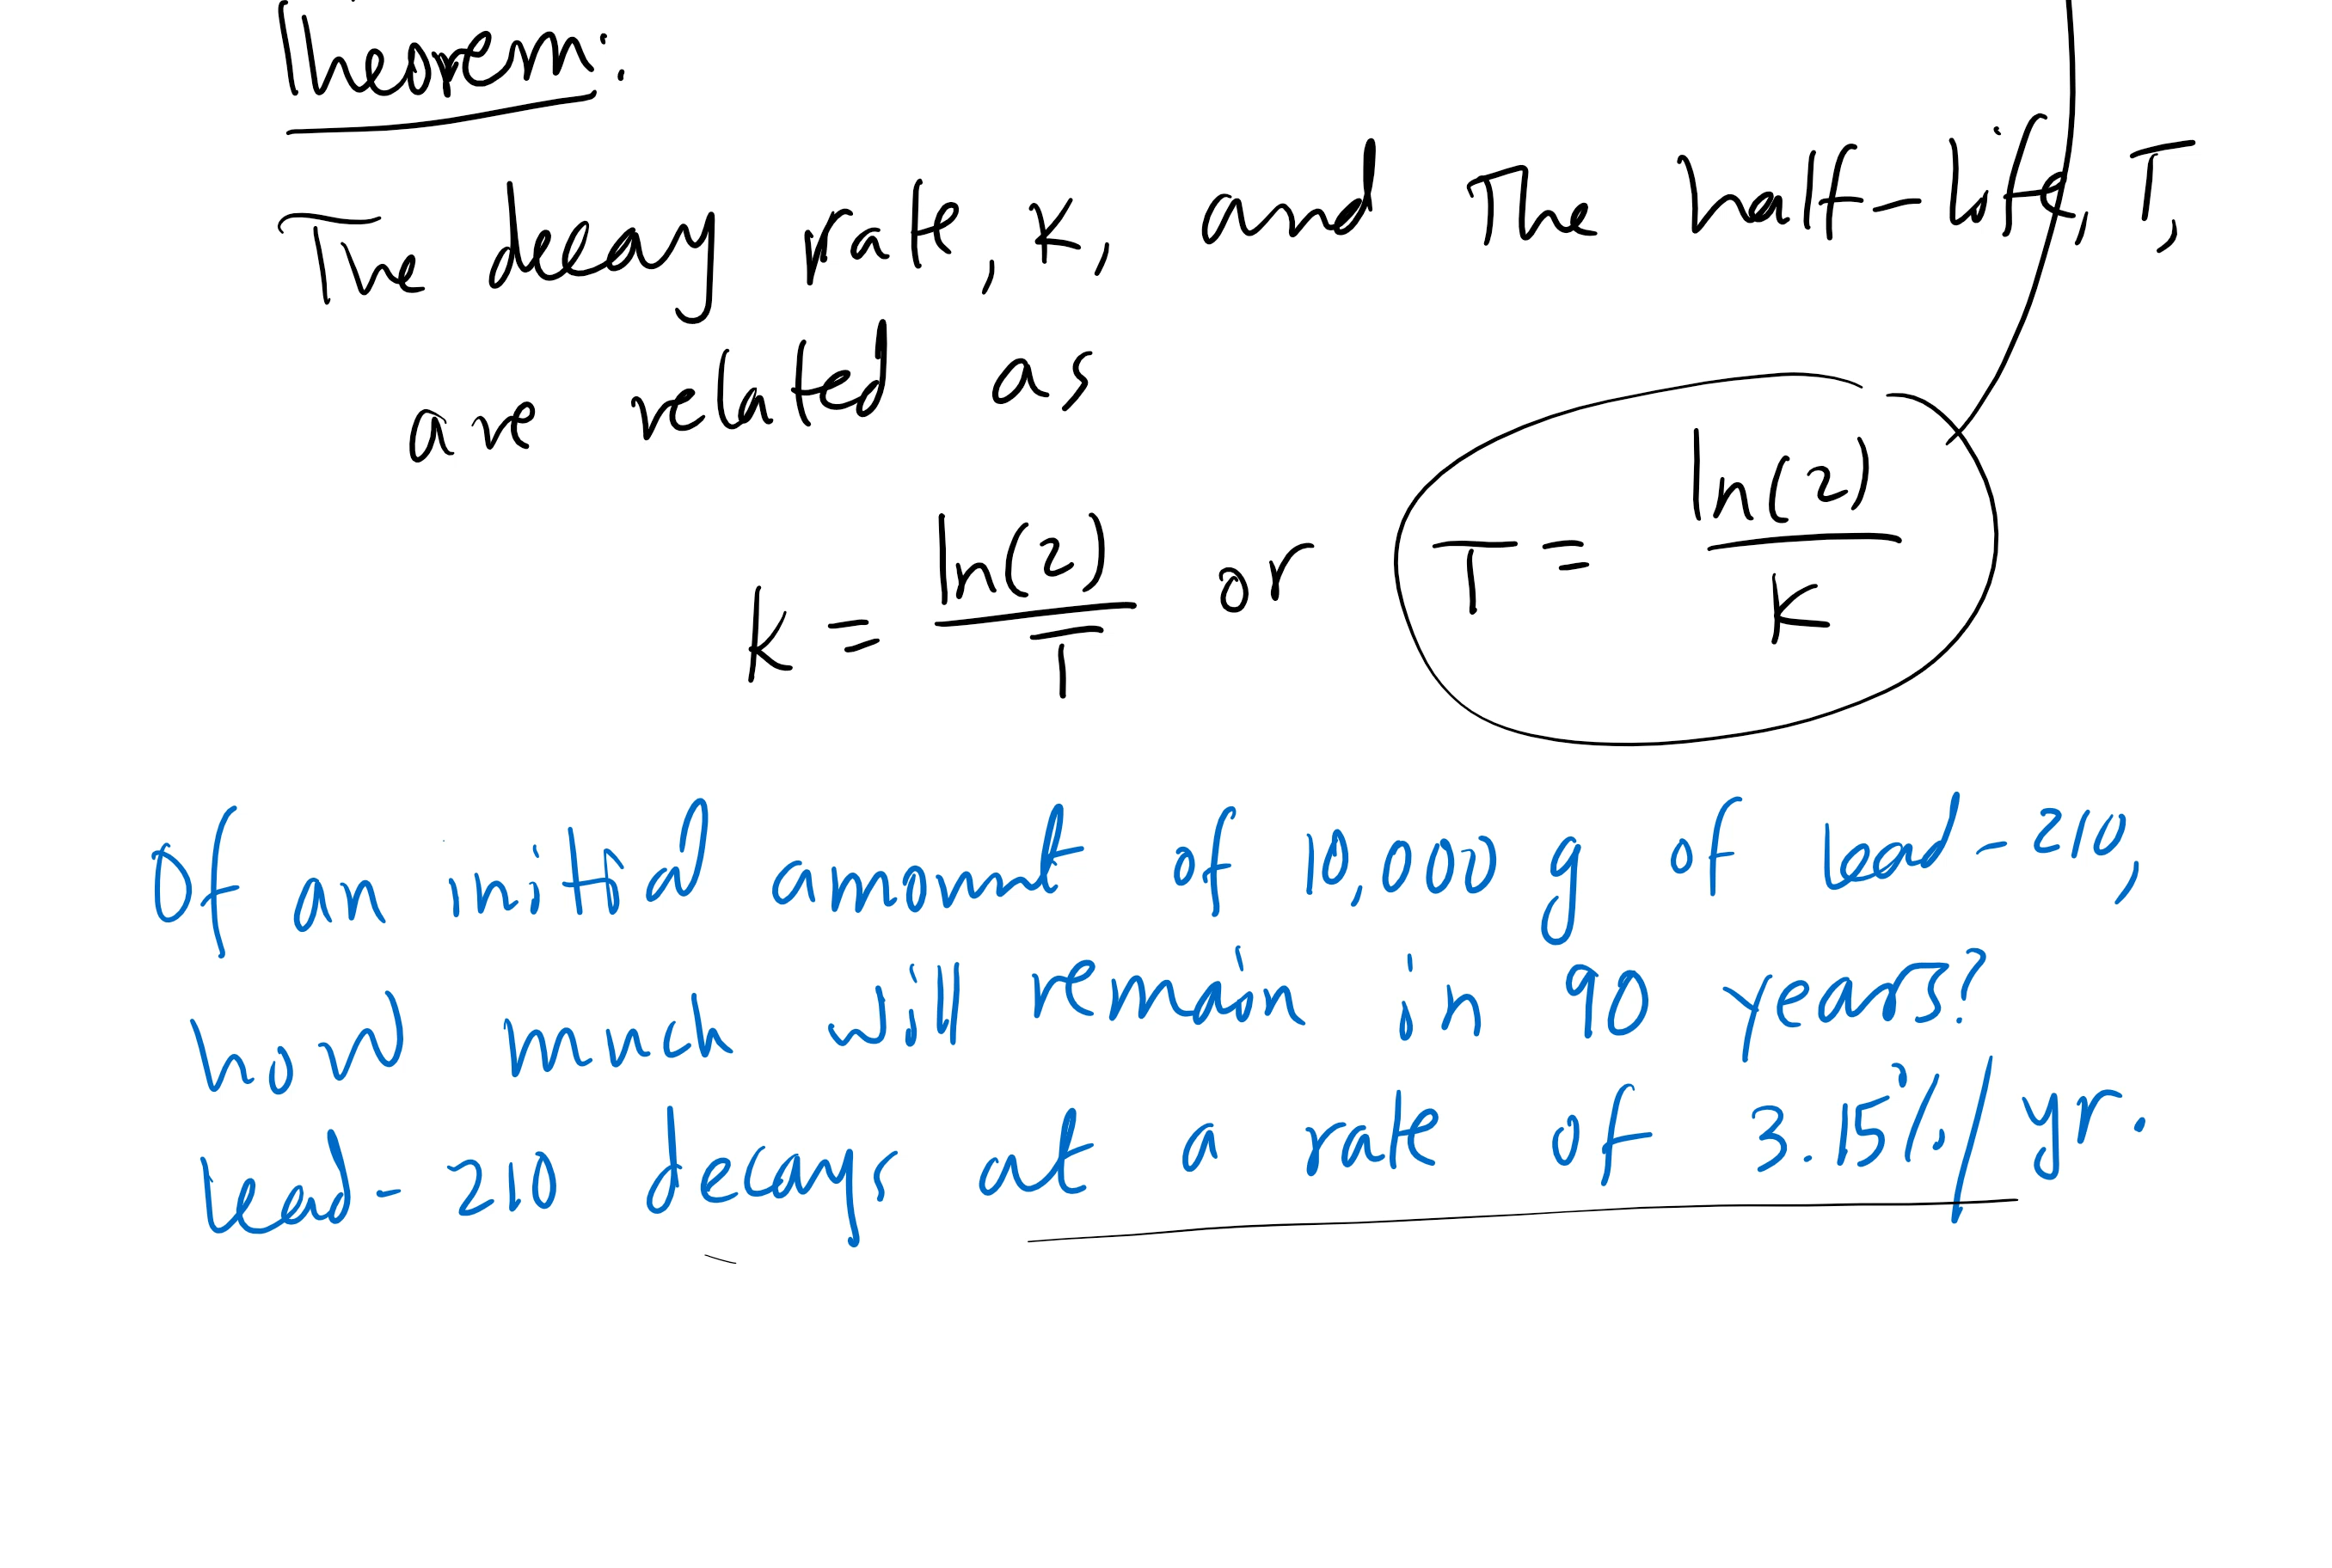 Theorem:
The decay rate, k, and the half-life, T,
are related as
k = ln(2)/T or T = ln(2)/k
Of an initial amount of 10,000 g of lead-210,
how much will remain in 90 years?
lead-210 decays at a rate of 3.15%/yr.